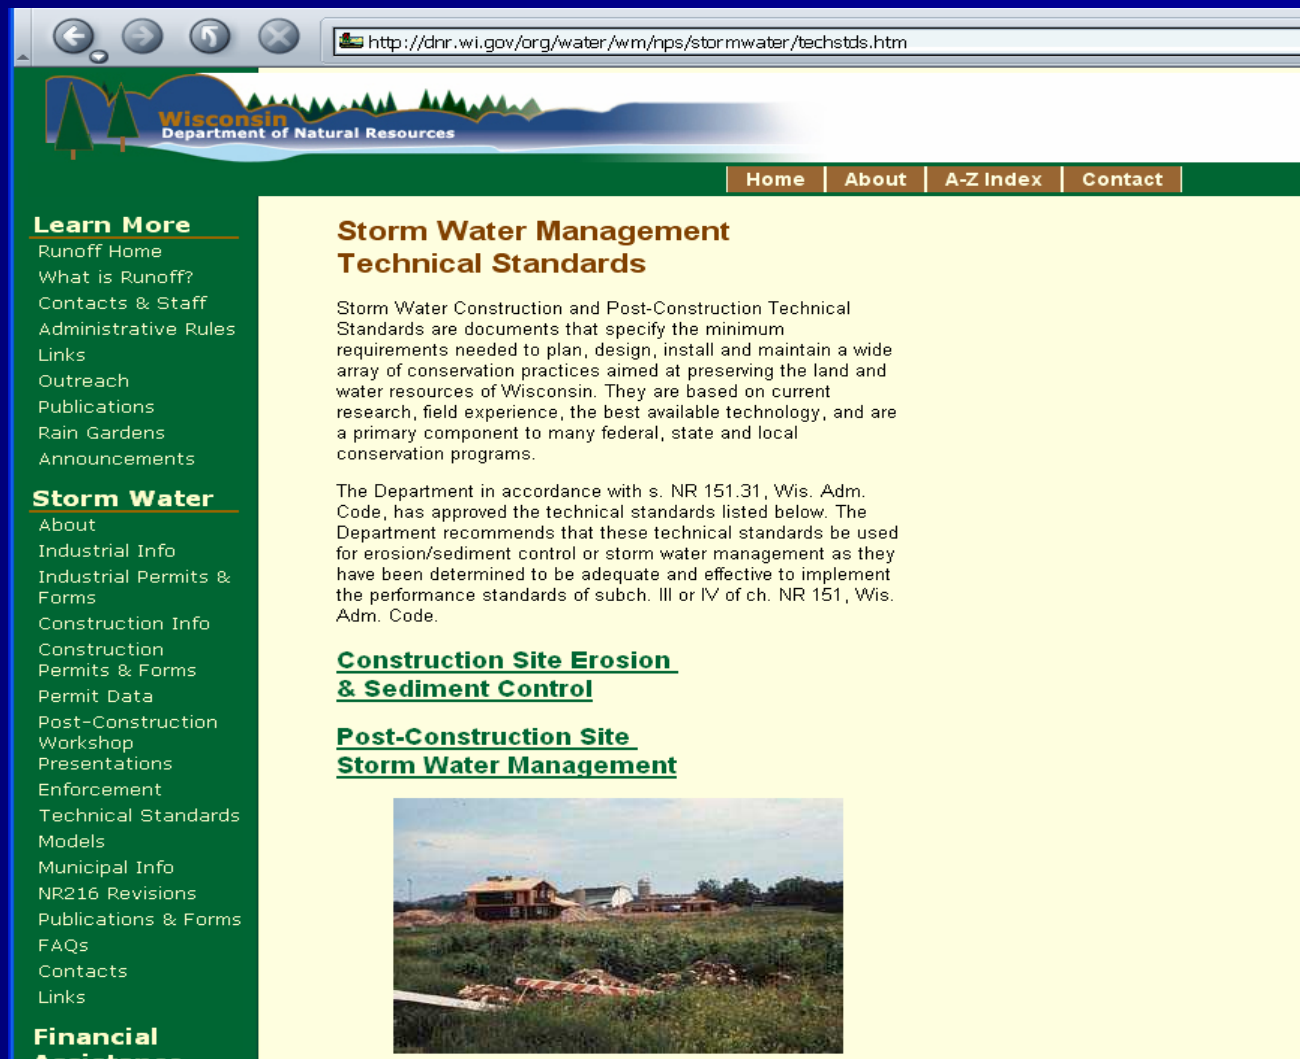 http://dnr.wi.gov/org/water/wm/nps/stormwater/techstds.htm
Wisconsin
Department of Natural Resources
Home
About
A-Z Index
Contact
Learn More
Runoff Home
What is Runoff?
Contacts & Staff
Administrative Rules
Links
Outreach
Publications
Rain Gardens
Announcements
Storm Water
About
Industrial Info
Industrial Permits &
Forms
Construction Info
Construction
Permits & Forms
Permit Data
Post-Construction
Workshop
Presentations
Enforcement
Technical Standards
Models
Municipal Info
NR216 Revisions
Publications & Forms
FAQs
Contacts
Links
Financial
Storm Water Management
Technical Standards
Storm Water Construction and Post-Construction Technical
Standards are documents that specify the minimum
requirements needed to plan, design, install and maintain a wide
array of conservation practices aimed at preserving the land and
water resources of Wisconsin. They are based on current
research, field experience, the best available technology, and are
a primary component to many federal, state and local
conservation programs.
The Department in accordance with s. NR 151.31, Wis. Adm.
Code, has approved the technical standards listed below. The
Department recommends that these technical standards be used
for erosion/sediment control or storm water management as they
have been determined to be adequate and effective to implement
the performance standards of subch. III or IV of ch. NR 151, Wis.
Adm. Code.
Construction Site Erosion
& Sediment Control
Post-Construction Site
Storm Water Management